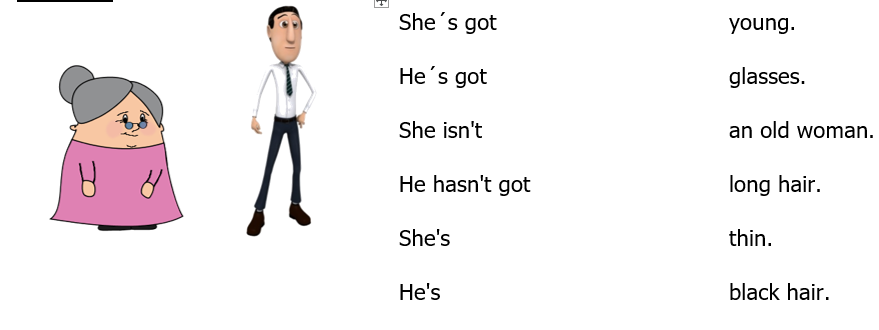 She´s got young.
He´s got glasses.
She isn't an old woman.
He hasn't got long hair.
She's thin.
He's black hair.